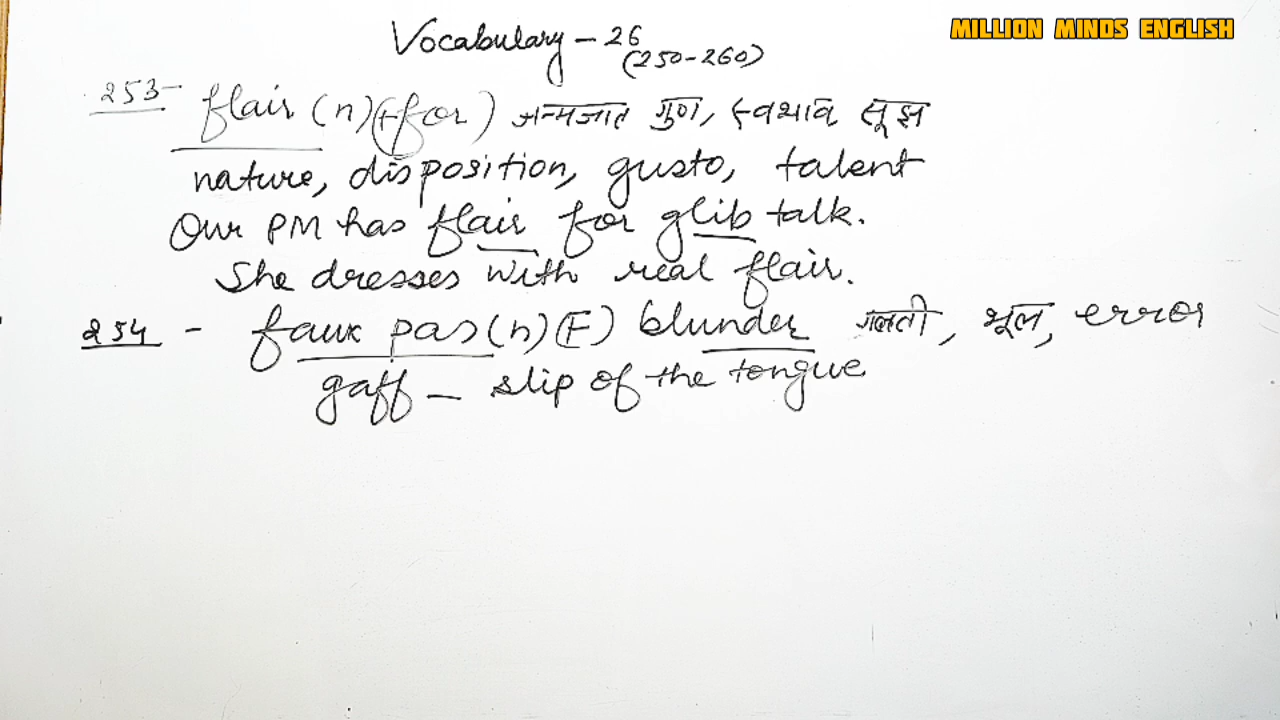 MILLION MINDS ENGLISH
Vocabulary - 26
(250-260)
253- flair (n)(+for) जन्मजात गुण, स्वभाव सूझ
nature, disposition, gusto, talent
Our PM has flair for glib talk.
She dresses with real flair.
254 - faux pas (n)(F) blunder गलती, भूल, error
gaff - slip of the tongue